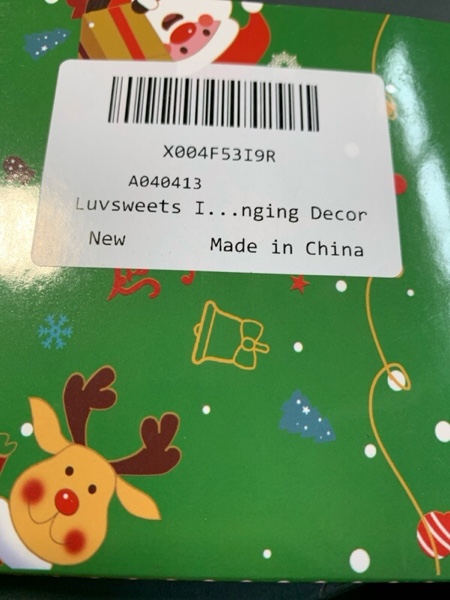 X004F53I9R
A040413
Luvsweets I...nging Decor
New Made in China